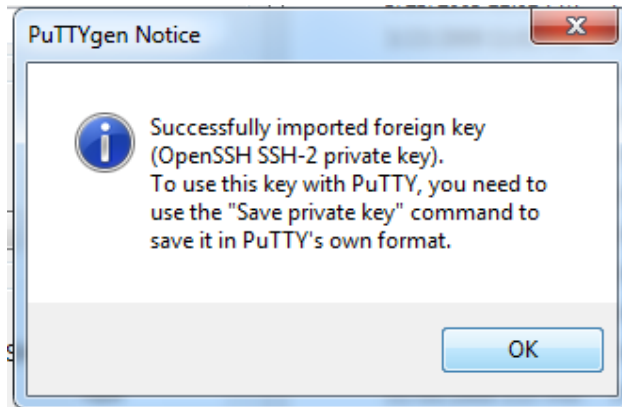 PuTTYgen Notice
Successfully imported foreign key
(OpenSSH SSH-2 private key).
To use this key with PuTTY, you need to
use the "Save private key" command to
save it in PuTTY's own format.
OK